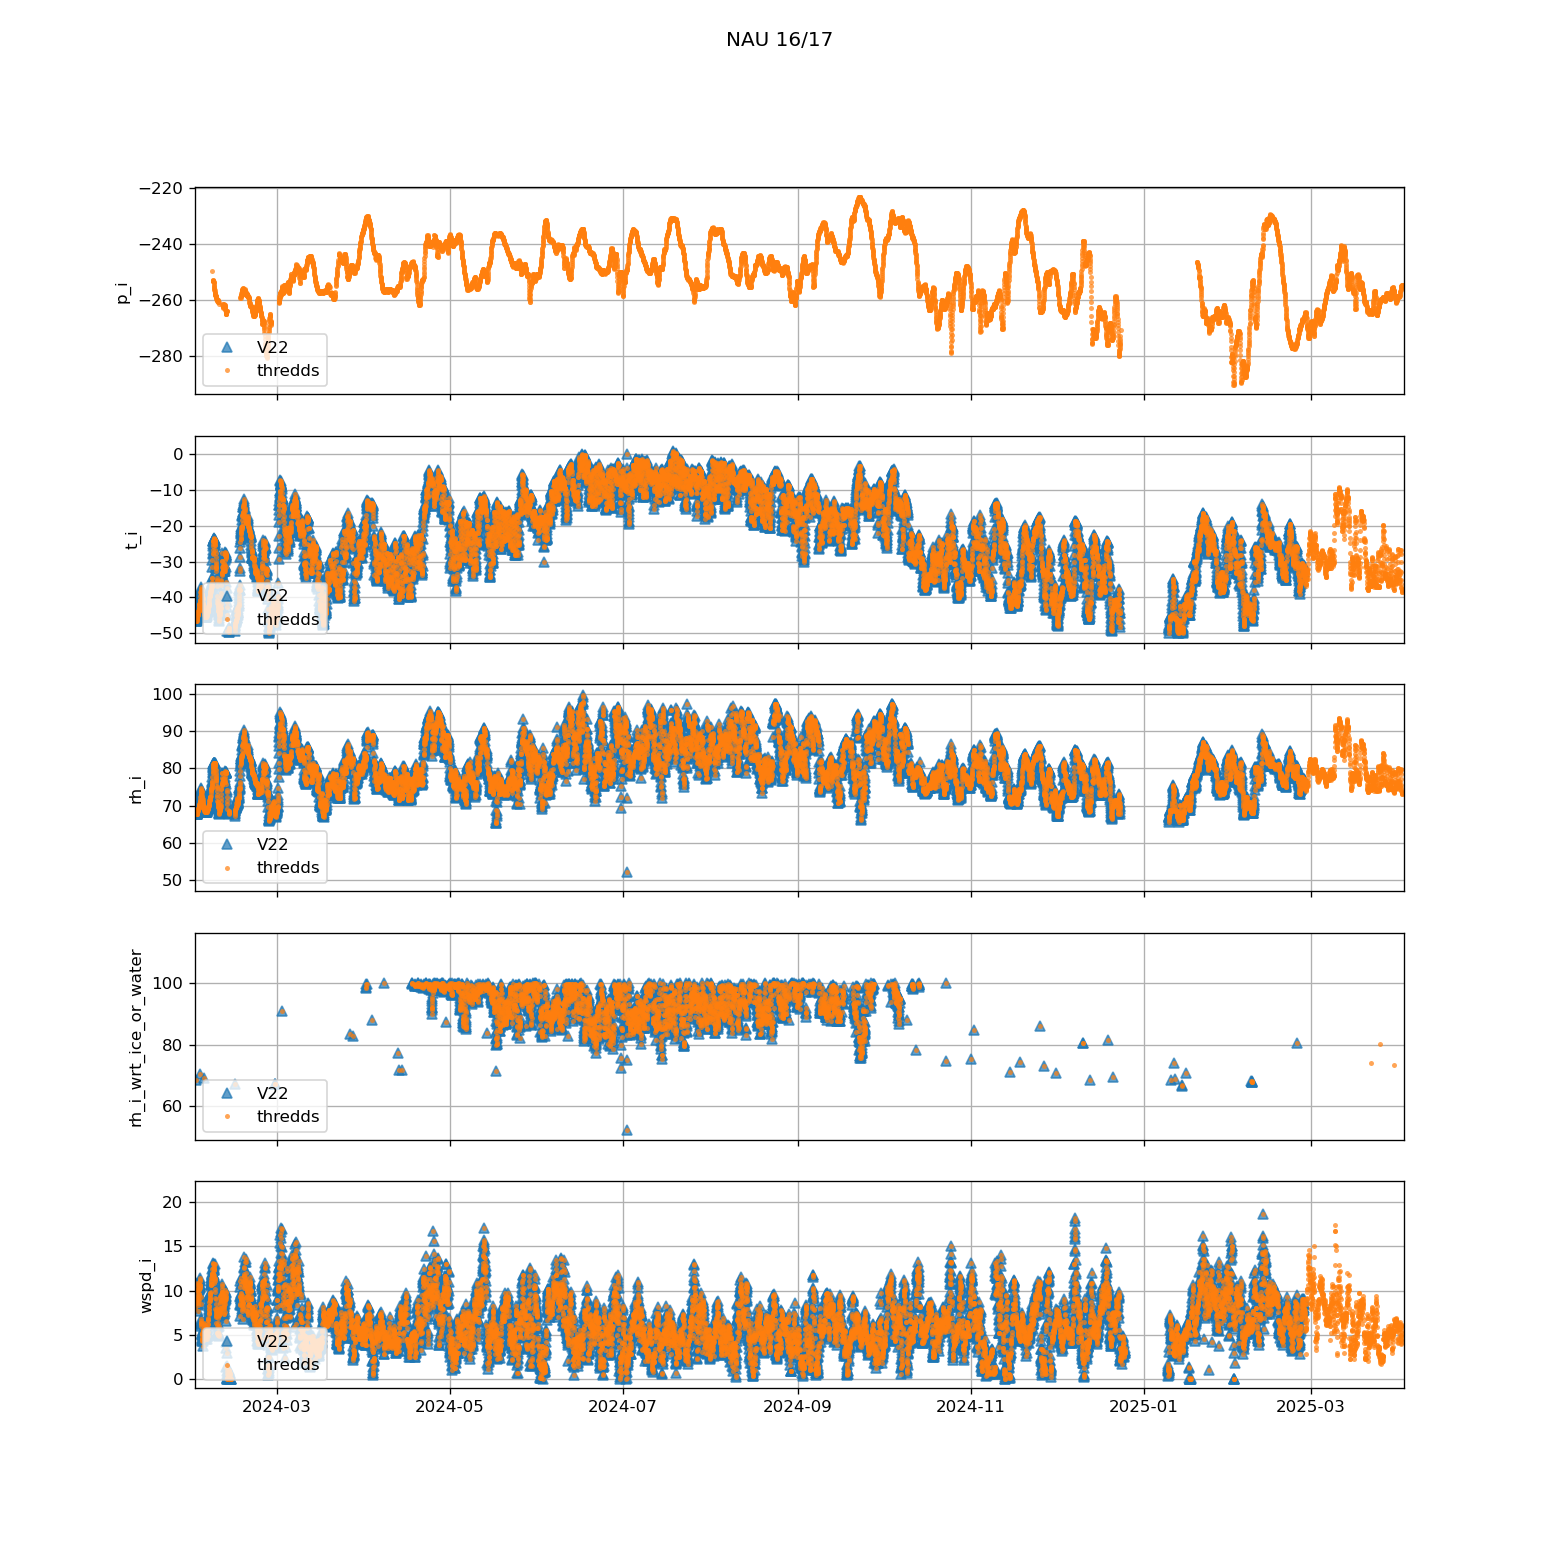 NAU 16/17
−220
−240
−260
−280
p_i
V22
thredds
0
−10
−20
−30
−40
−50
t_i
V22
thredds
100
90
80
70
60
50
rh_i
V22
thredds
100
80
60
rh_i_wrt_ice_or_water
V22
thredds
20
15
10
5
0
wspd_i
V22
thredds
2024-03 2024-05 2024-07 2024-09 2024-11 2025-01 2025-03